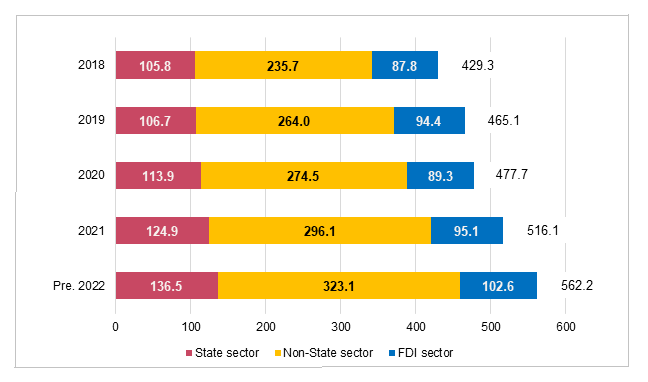 2018 105.8 235.7 87.8 429.3
2019 106.7 264.0 94.4 465.1
2020 113.9 274.5 89.3 477.7
2021 124.9 296.1 95.1 516.1
Pre. 2022 136.5 323.1 102.6 562.2
0 100 200 300 400 500 600
State sector Non-State sector FDI sector